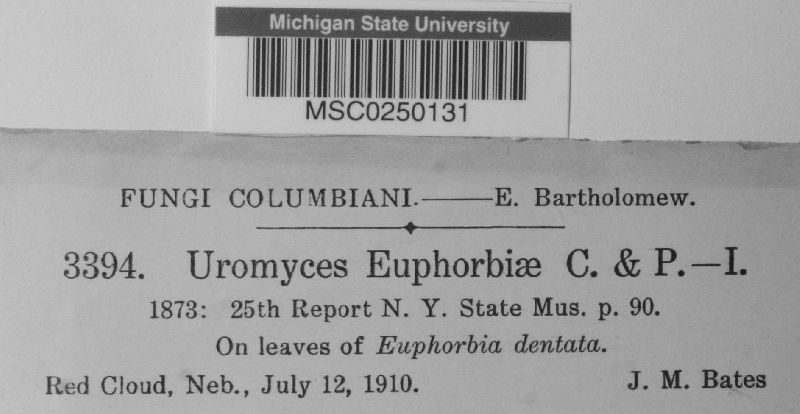 Michigan State University
MSC0250131
FUNGI COLUMBIANI.——E. Bartholomew.
3394. Uromyces Euphorbiæ C. & P.—I.
1873: 25th Report N. Y. State Mus. p. 90.
On leaves of Euphorbia dentata.
Red Cloud, Neb., July 12, 1910. J. M. Bates